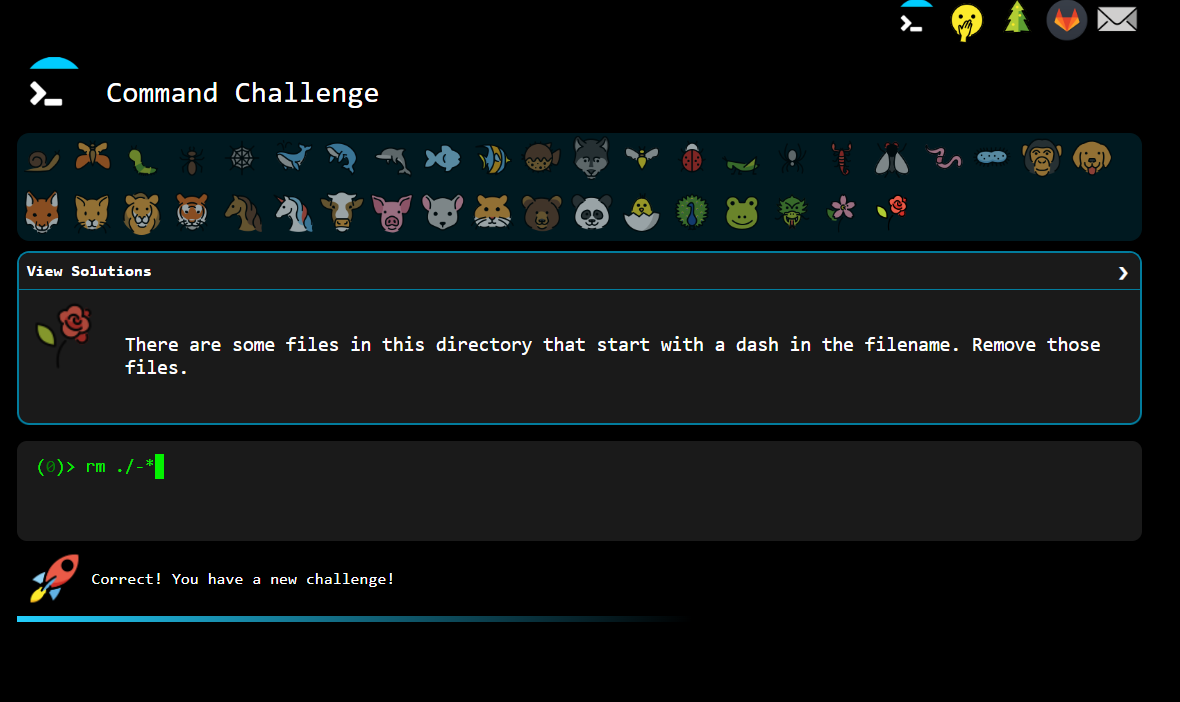 Command Challenge
View Solutions
There are some files in this directory that start with a dash in the filename. Remove those
files.
(0)> rm ./-*
Correct! You have a new challenge!